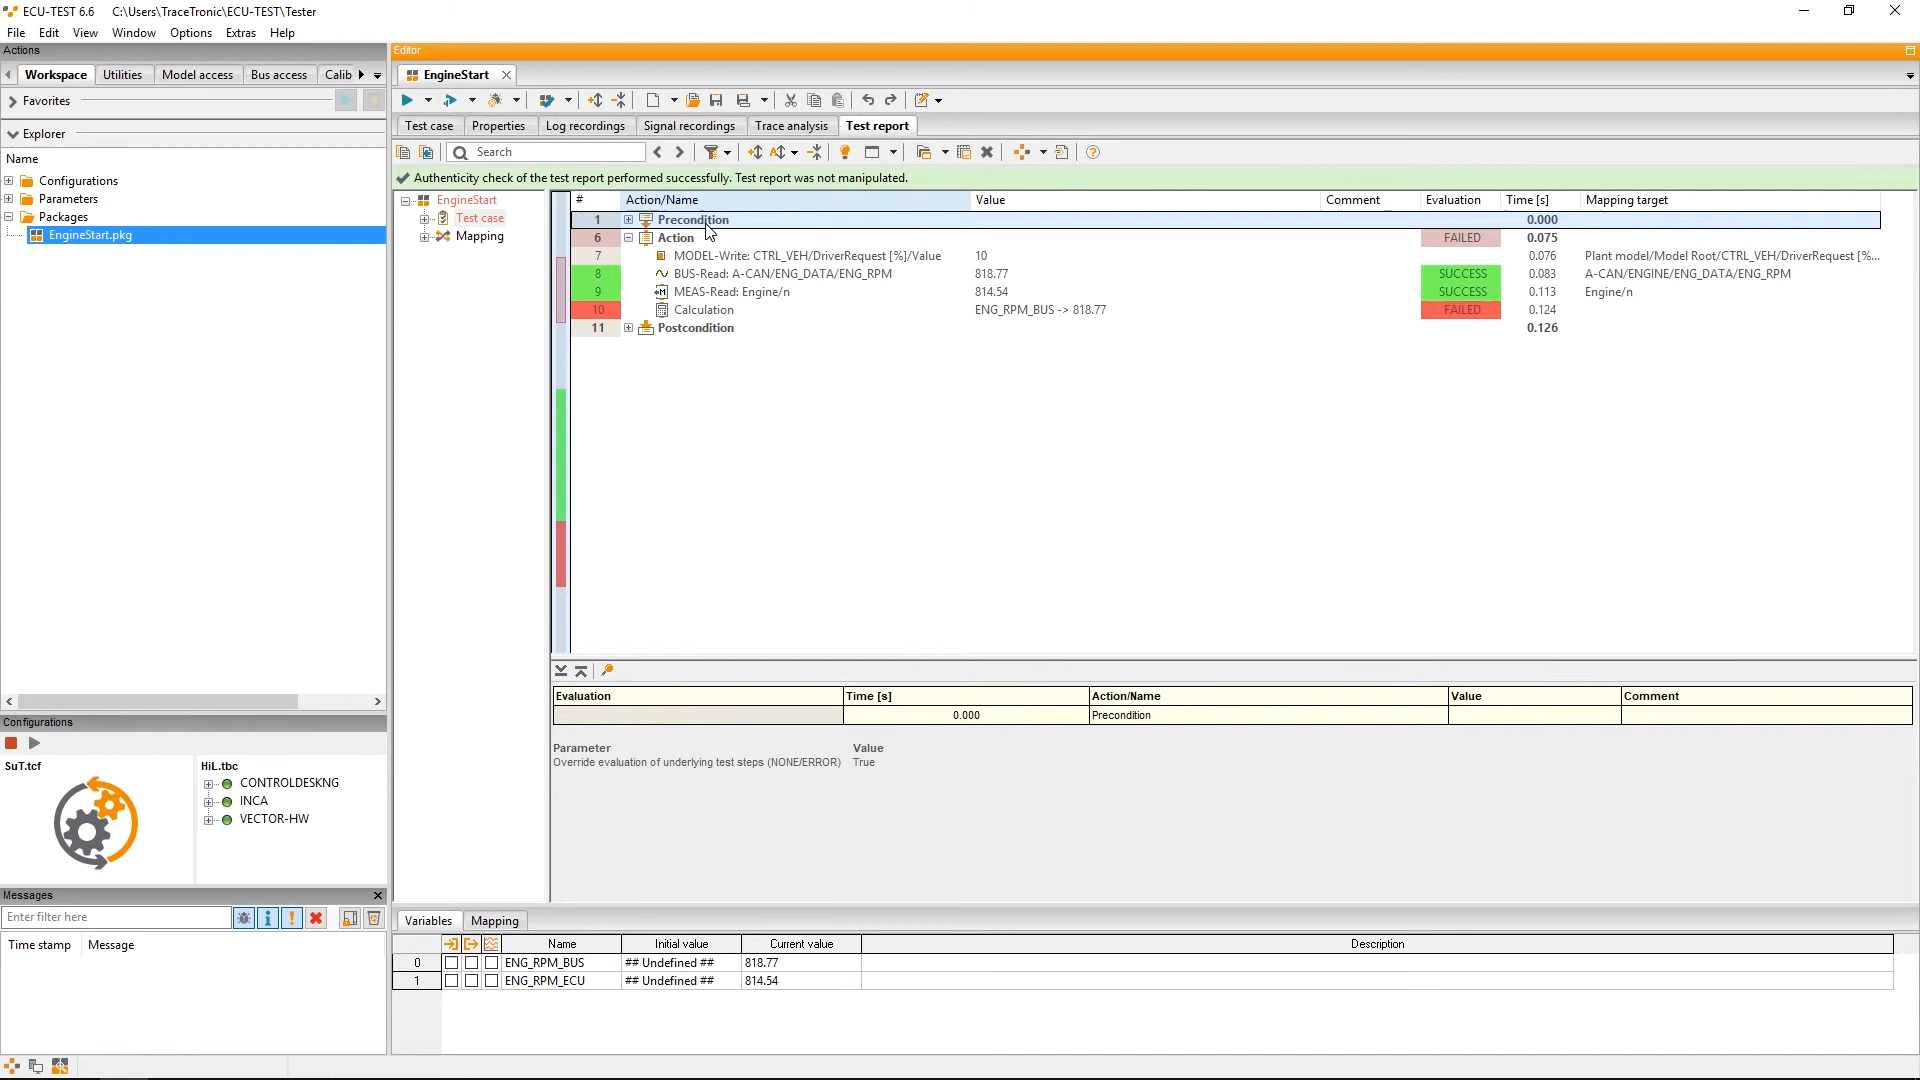 ECU-TEST 6.6 C:\Users\TraceTronic\ECU-TEST\Tester
File Edit View Window Options Extras Help
Actions
Workspace Utilities Model access Bus access Calib
Favorites
Explorer
Name
Configurations
Parameters
Packages
EngineStart.pkg
Configurations
SuT.tcf
HiL.tbc
CONTROLDESKNG
INCA
VECTOR-HW
Messages
Enter filter here
Time stamp Message
Editor
EngineStart
Test case Properties Log recordings Signal recordings Trace analysis Test report
Search
Authenticity check of the test report performed successfully. Test report was not manipulated.
EngineStart
Test case
Mapping
# Action/Name Value Comment Evaluation Time [s] Mapping target
1 Precondition 0.000
6 Action FAILED 0.075
7 MODEL-Write: CTRL_VEH/DriverRequest [%]/Value 10 0.076 Plant model/Model Root/CTRL_VEH/DriverRequest [%...
8 BUS-Read: A-CAN/ENG_DATA/ENG_RPM 818.77 SUCCESS 0.083 A-CAN/ENGINE/ENG_DATA/ENG_RPM
9 MEAS-Read: Engine/n 814.54 SUCCESS 0.113 Engine/n
10 Calculation ENG_RPM_BUS -> 818.77 FAILED 0.124
11 Postcondition 0.126
Evaluation Time [s] Action/Name Value Comment
0.000 Precondition
Parameter Value
Override evaluation of underlying test steps (NONE/ERROR) True
Variables Mapping
Name Initial value Current value Description
0 ENG_RPM_BUS ## Undefined ## 818.77
1 ENG_RPM_ECU ## Undefined ## 814.54